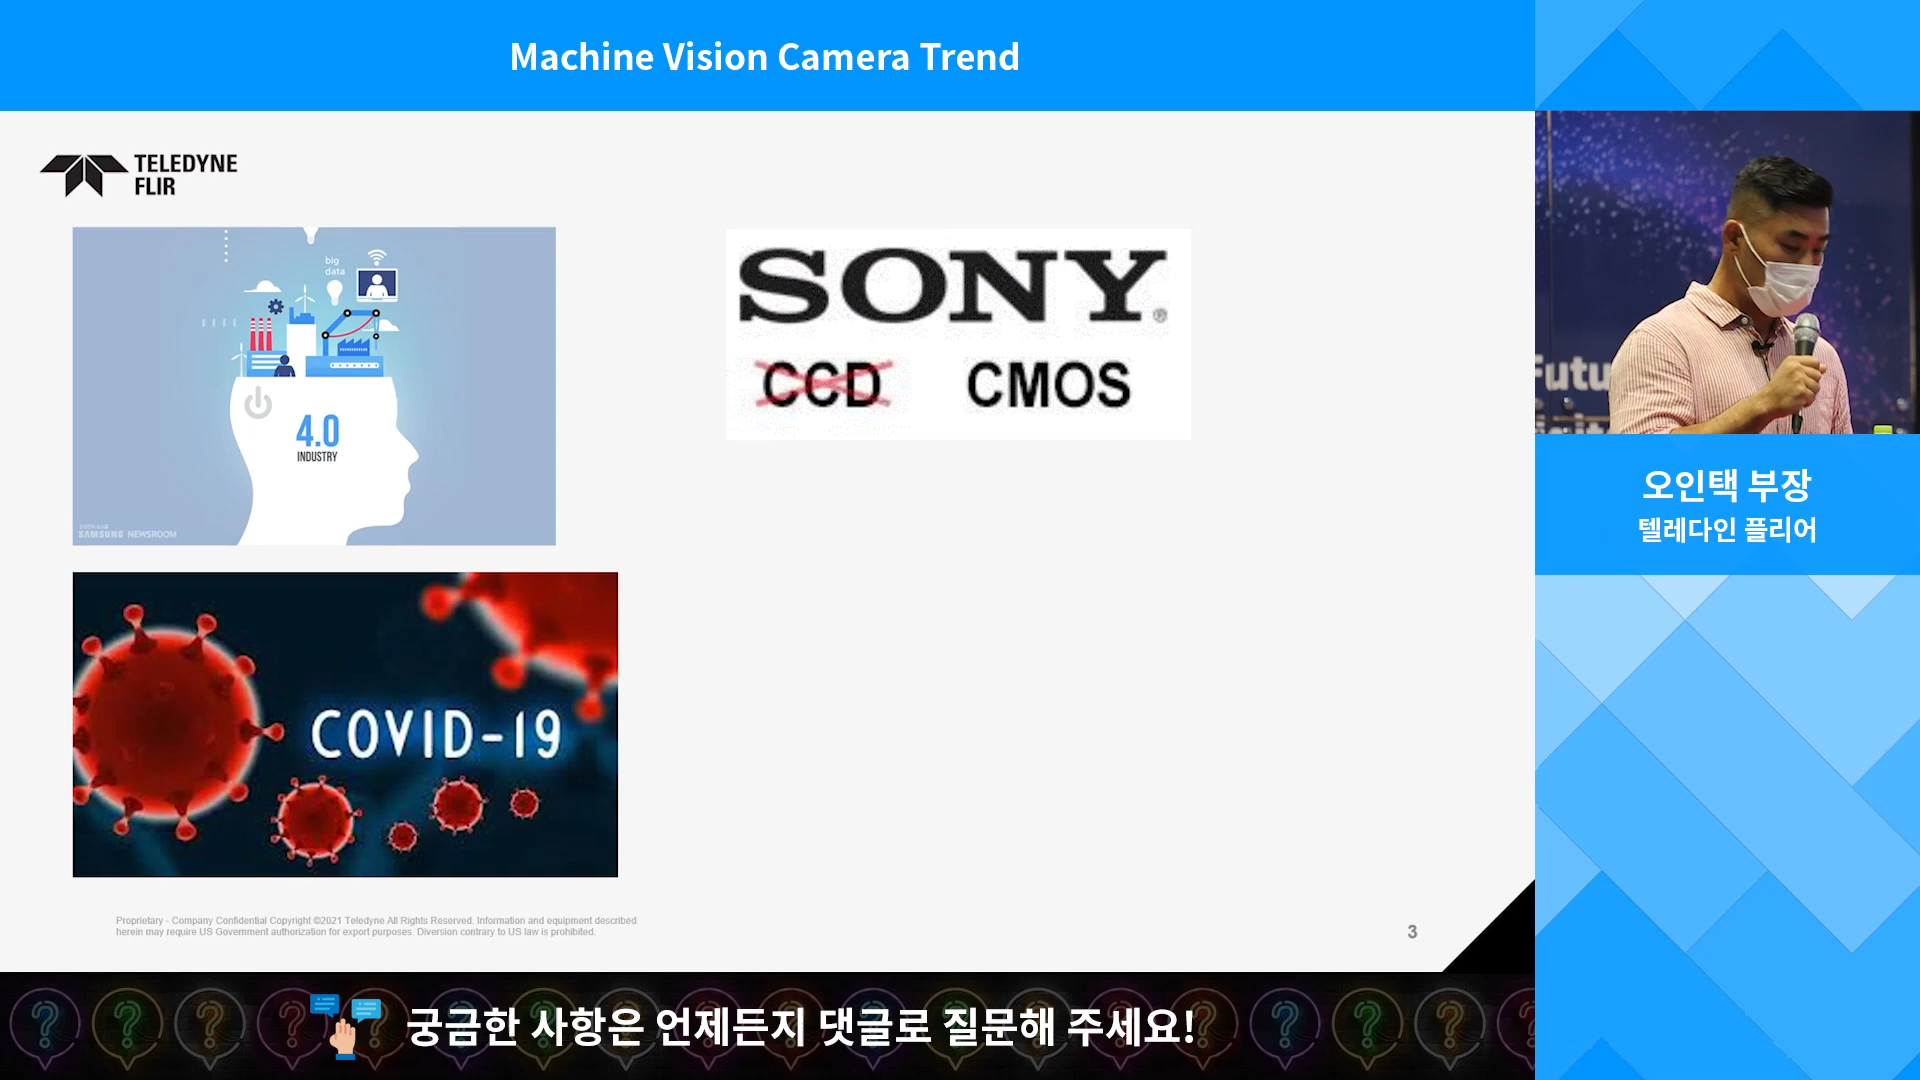 Machine Vision Camera Trend
TELEDYNE
FLIR
big
data
4.0
INDUSTRY
SAMSUNG NEWSROOM
SONY®
CCD CMOS
COVID-19
Proprietary - Company Confidential Copyright ©2021 Teledyne All Rights Reserved. Information and equipment described
herein may require US Government authorization for export purposes. Diversion contrary to US law is prohibited.
3
Futu
오인택 부장
텔레다인 플리어
궁금한 사항은 언제든지 댓글로 질문해 주세요!